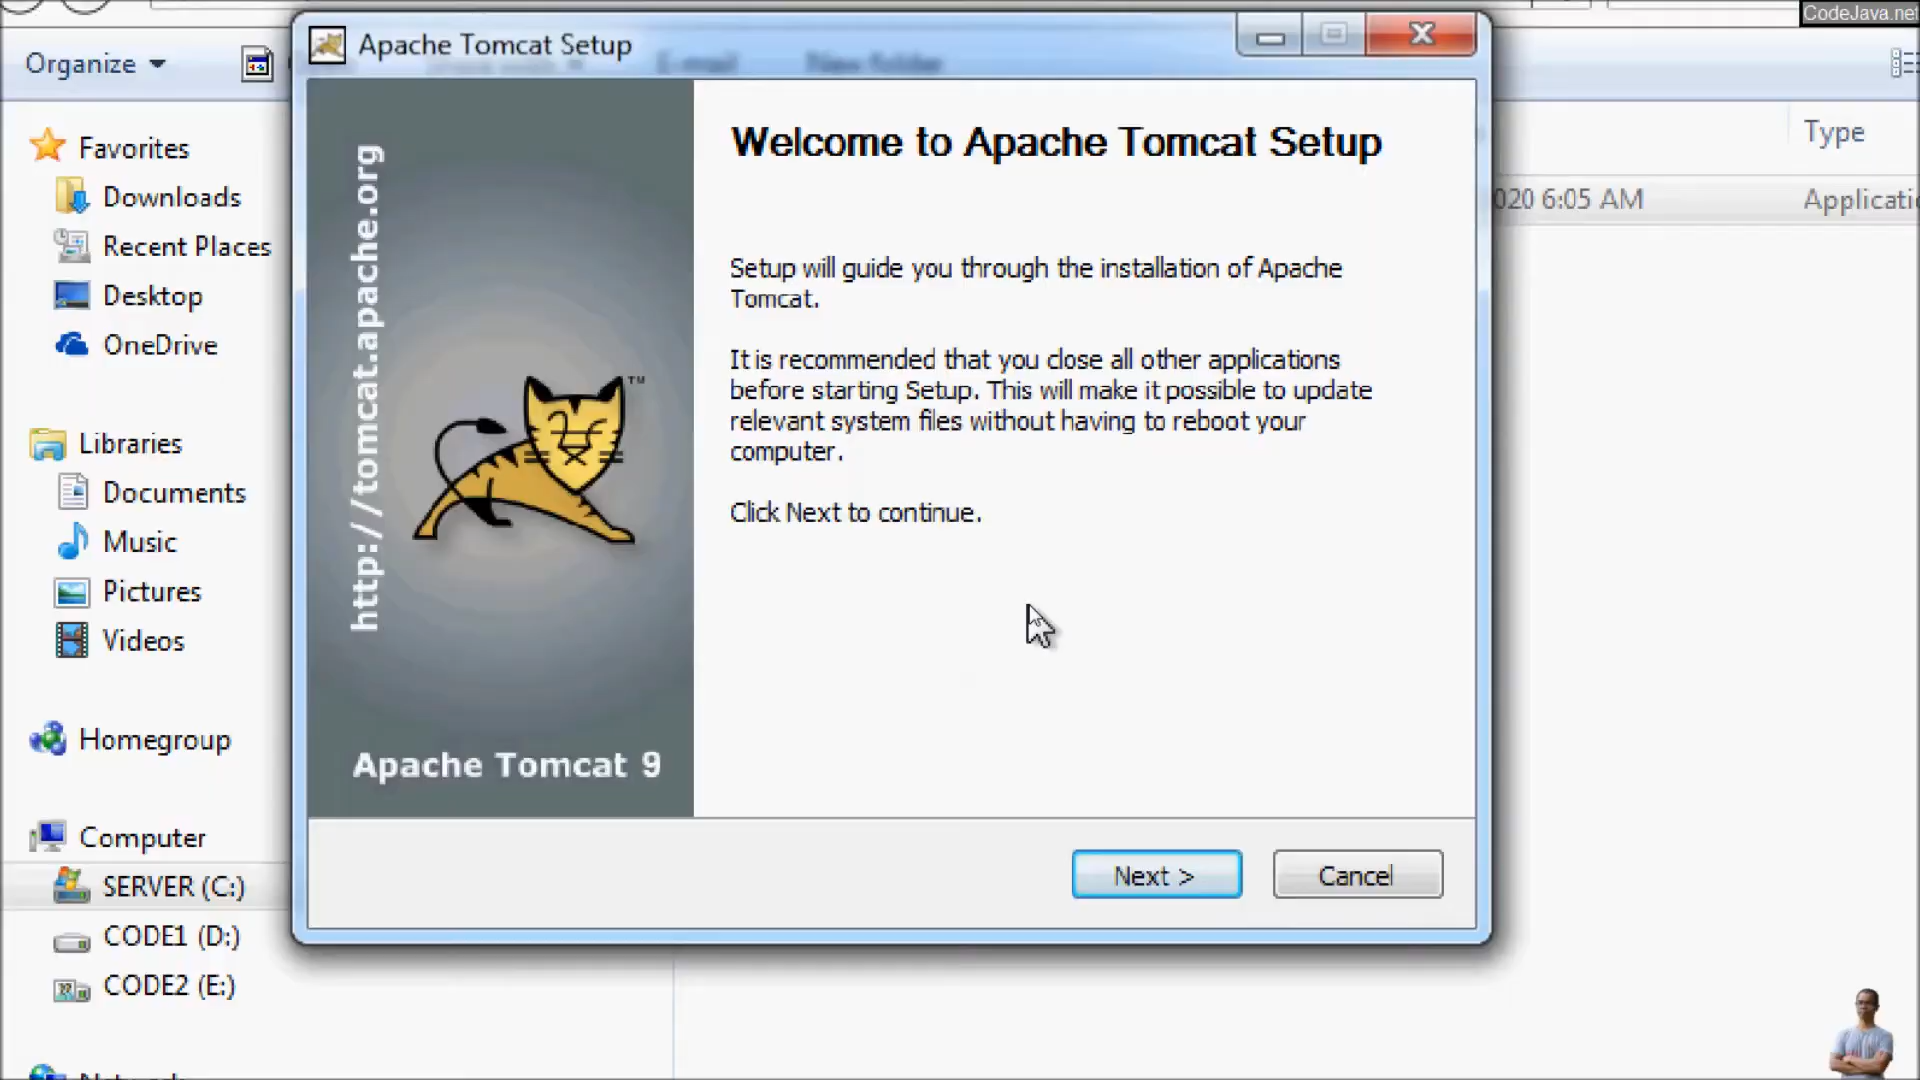 CodeJava.net
Apache Tomcat Setup
Organize
E-mail
New folder
Favorites
Downloads
Recent Places
Desktop
OneDrive
Libraries
Documents
Music
Pictures
Videos
Homegroup
Computer
SERVER (C:)
CODE1 (D:)
CODE2 (E:)
http://tomcat.apache.org
TM
Apache Tomcat 9
Welcome to Apache Tomcat Setup
Setup will guide you through the installation of Apache
Tomcat.
It is recommended that you close all other applications
before starting Setup. This will make it possible to update
relevant system files without having to reboot your
computer.
Click Next to continue.
Next >
Cancel
Type
020 6:05 AM
Applicati